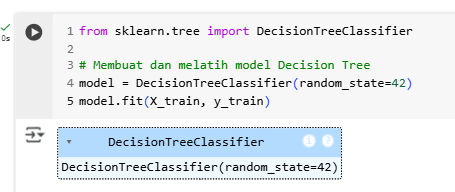 0s
1 from sklearn.tree import DecisionTreeClassifier
2
3 # Membuat dan melatih model Decision Tree
4 model = DecisionTreeClassifier(random_state=42)
5 model.fit(X_train, y_train)
DecisionTreeClassifier i ?
DecisionTreeClassifier(random_state=42)